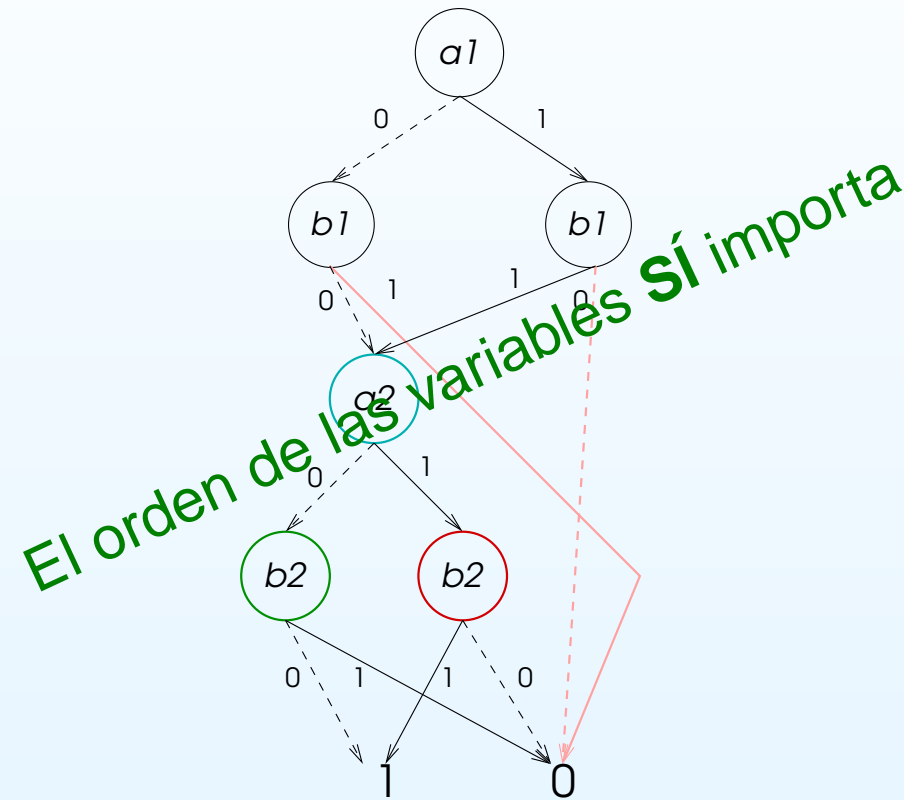 a1
0 1
b1 b1
0 1 1 0
a2
0 1
b2 b2
0 1 1 0
1 0
El orden de las variables SÍ importa